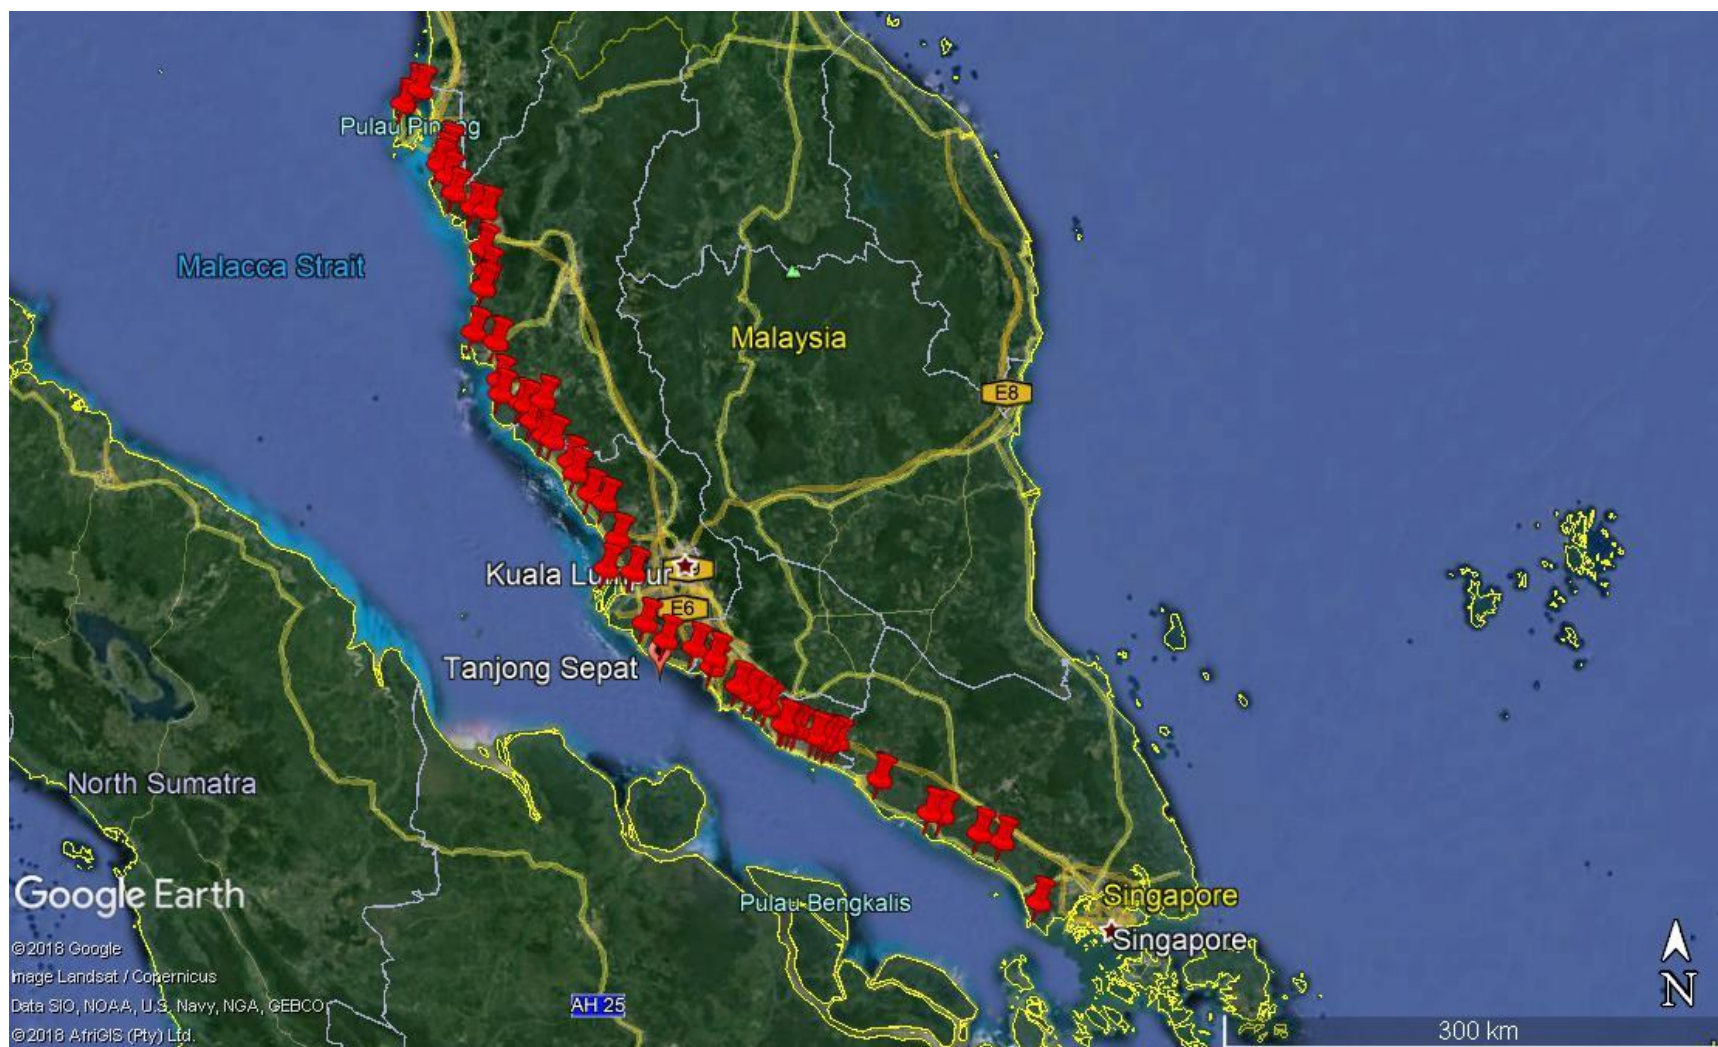 Pulau Pinang
Malacca Strait
Malaysia
E8
Kuala Lumpur
E6
Tanjong Sepat
North Sumatra
Google Earth
Pulau Bengkalis
Singapore
Singapore
©2018 Google
Image Landsat / Copernicus
Data SIO, NOAA, U.S. Navy, NGA, GEBCO
©2018 AfriGIS (Pty) Ltd.
AH 25
N
300 km